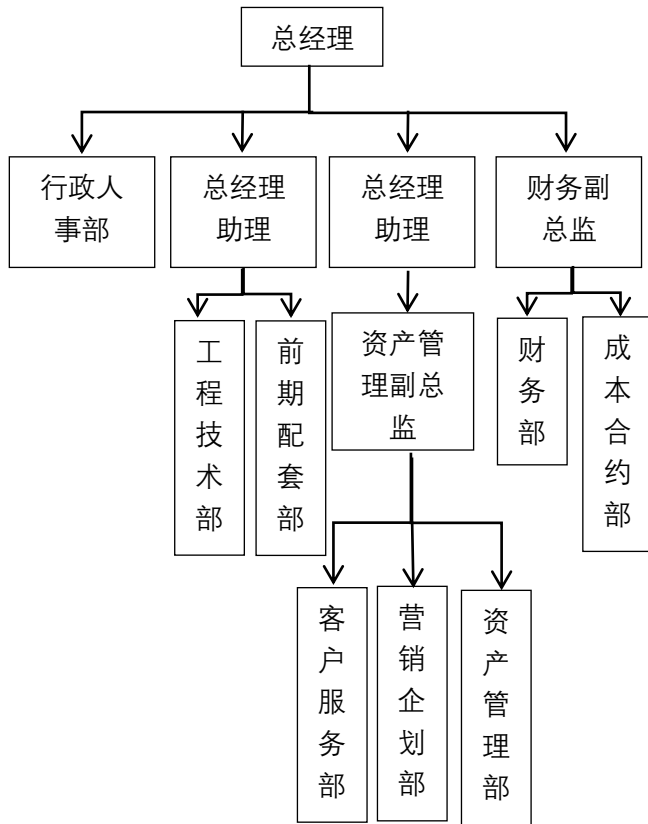 总经理
行政人
事部
总经理
助理
总经理
助理
财务副
总监
工程技术部
前期配套部
资产管
理副总
监
财务部
成本合约部
客户服务部
营销企划部
资产管理部